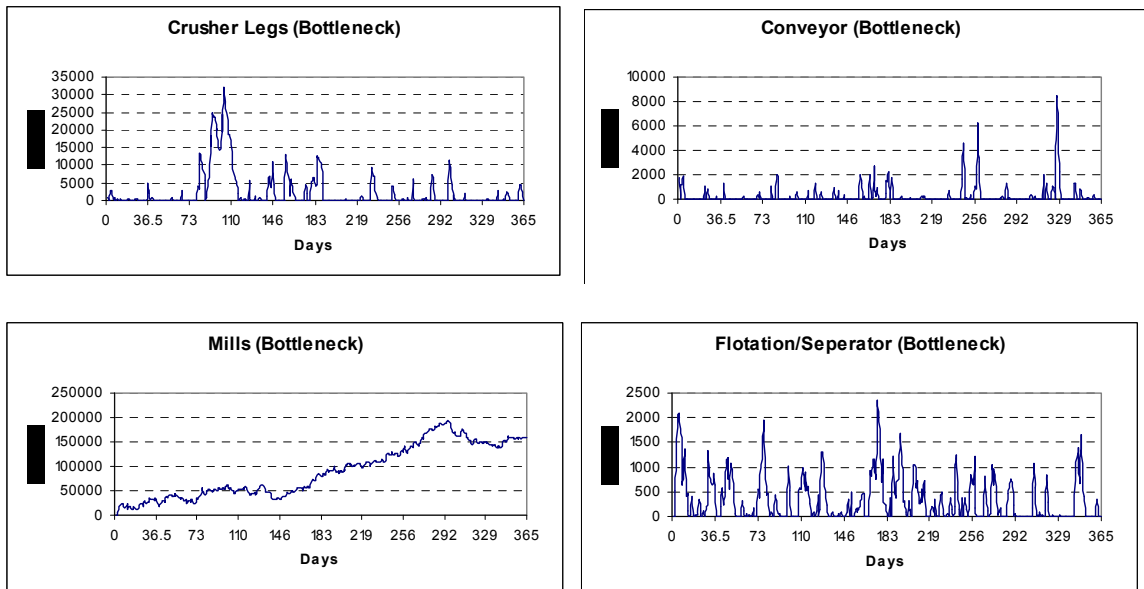 Crusher Legs (Bottleneck)
35000
30000
25000
20000
15000
10000
5000
0
0 36.5 73 110 146 183 219 256 292 329 365
Days
Conveyor (Bottleneck)
10000
8000
6000
4000
2000
0
0 36.5 73 110 146 183 219 256 292 329 365
Days
Mills (Bottleneck)
250000
200000
150000
100000
50000
0
0 36.5 73 110 146 183 219 256 292 329 365
Days
Flotation/Seperator (Bottleneck)
2500
2000
1500
1000
500
0
0 36.5 73 110 146 183 219 256 292 329 365
Days